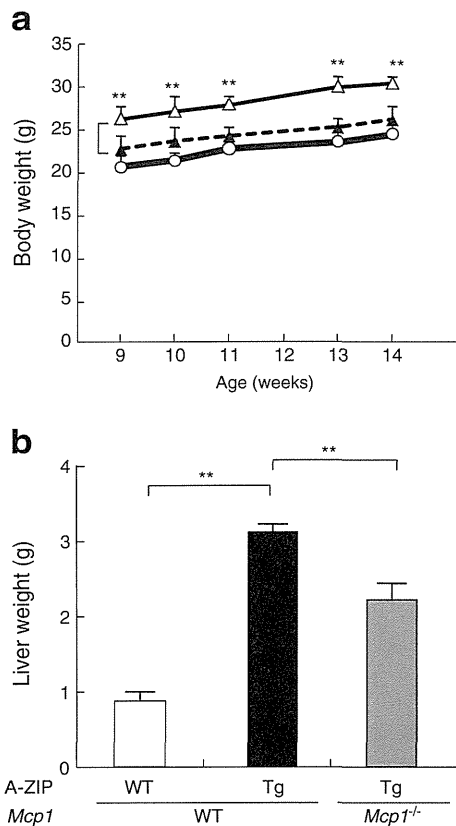 a
Body weight (g)
35
30
25
20
15
10
5
0
** ** ** ** **
9 10 11 12 13 14
Age (weeks)
b
Liver weight (g)
4
3
2
1
0
**
**
A-ZIP WT Tg Tg
Mcp1 WT Mcp1-/-